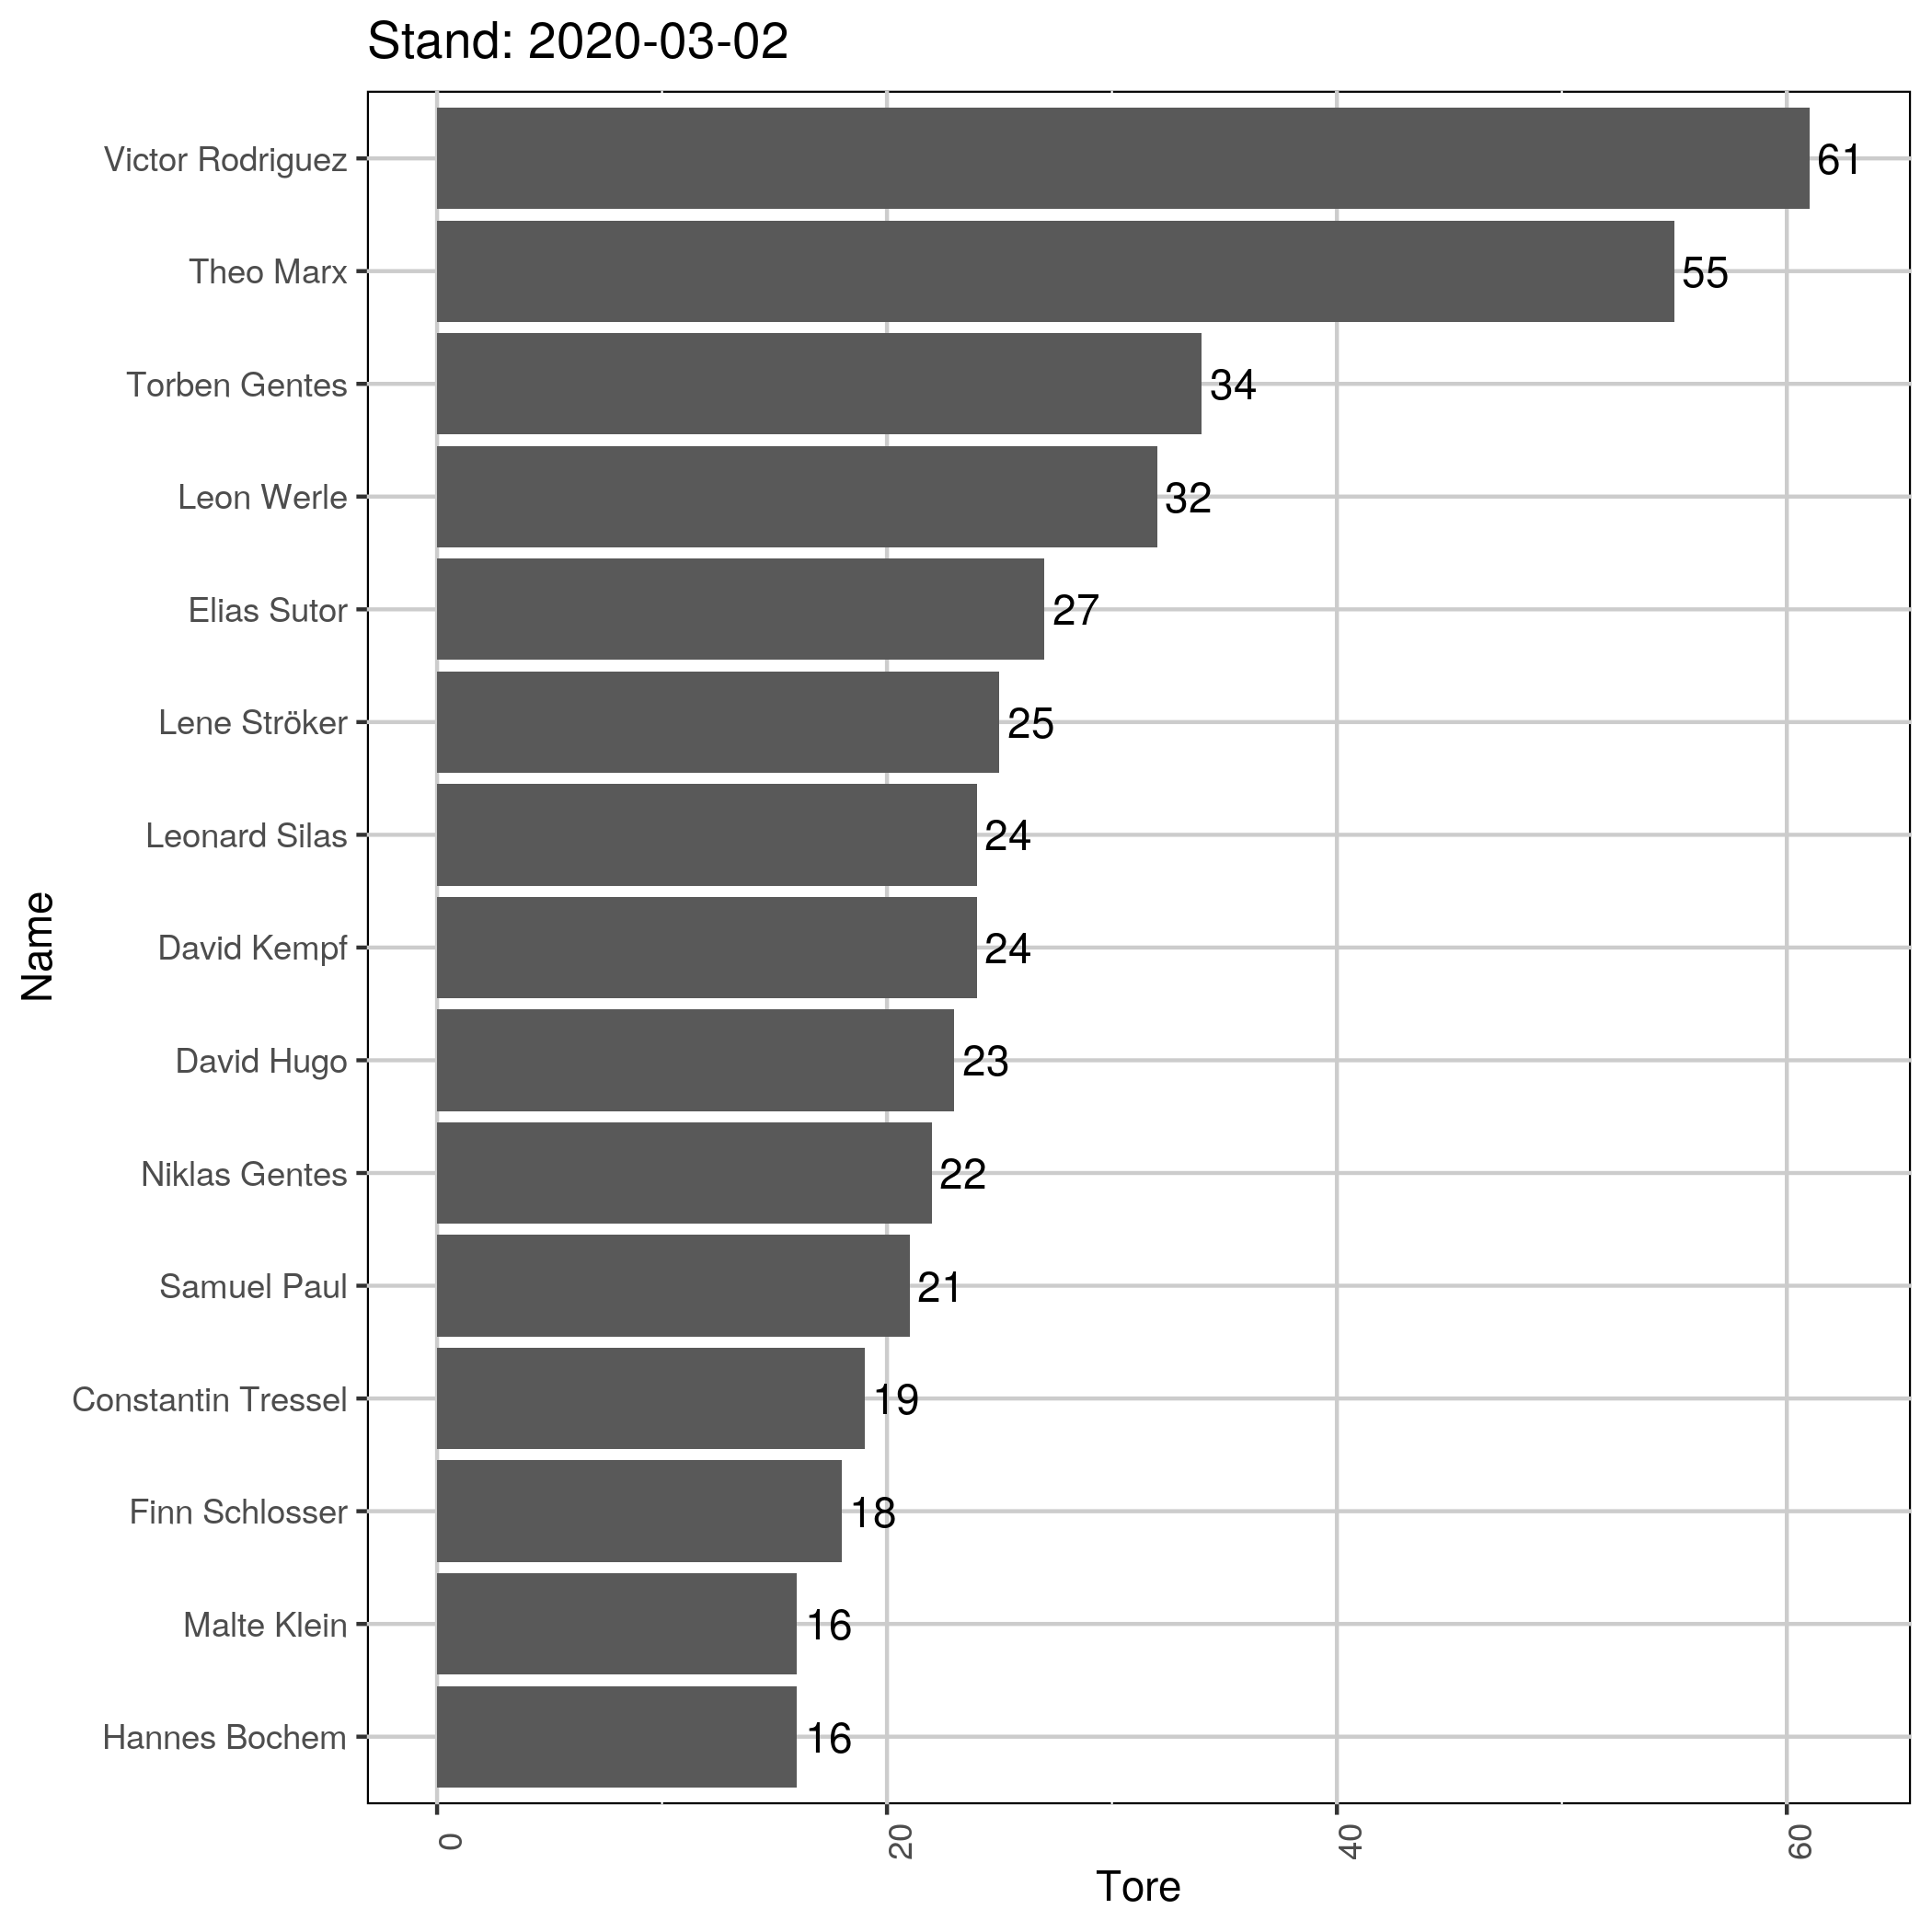 Stand: 2020-03-02
Name
Victor Rodriguez 61
Theo Marx 55
Torben Gentes 34
Leon Werle 32
Elias Sutor 27
Lene Ströker 25
Leonard Silas 24
David Kempf 24
David Hugo 23
Niklas Gentes 22
Samuel Paul 21
Constantin Tressel 19
Finn Schlosser 18
Malte Klein 16
Hannes Bochem 16
0 20 40 60
Tore